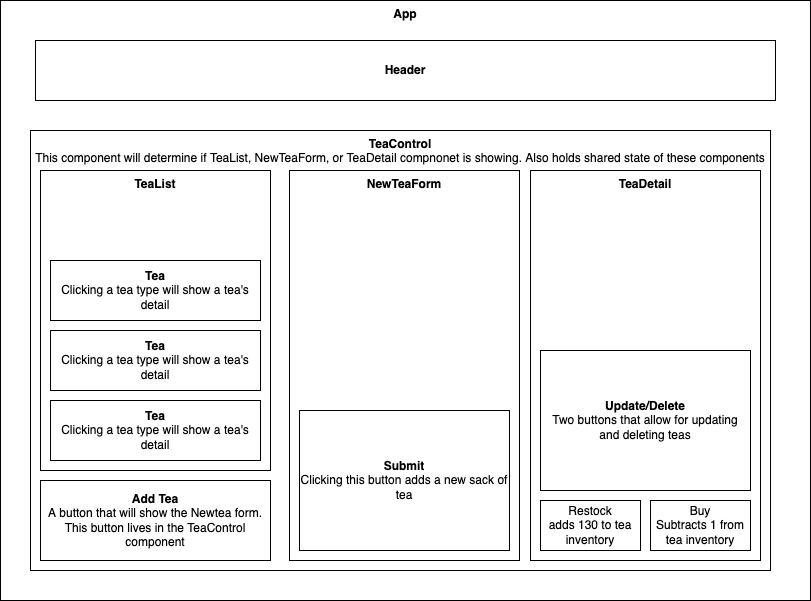 App
Header
TeaControl
This component will determine if TeaList, NewTeaForm, or TeaDetail compnonet is showing. Also holds shared state of these components
TeaList
Tea
Clicking a tea type will show a tea's
detail
Tea
Clicking a tea type will show a tea's
detail
Tea
Clicking a tea type will show a tea's
detail
Add Tea
A button that will show the Newtea form.
This button lives in the TeaControl
component
NewTeaForm
Submit
Clicking this button adds a new sack of
tea
TeaDetail
Update/Delete
Two buttons that allow for updating
and deleting teas
Restock
adds 130 to tea
inventory
Buy
Subtracts 1 from
tea inventory